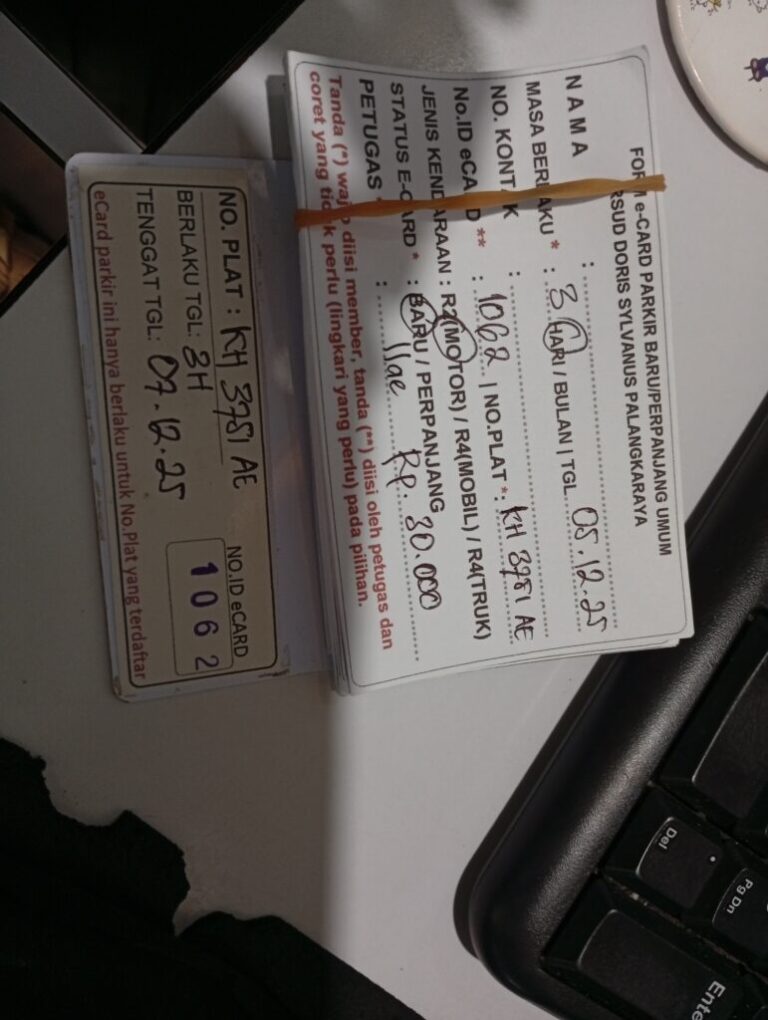 FORM e-CARD PARKIR BARU/PERPANJANG UMUM
RSUD DORIS SYLVANUS PALANGKARAYA
NAMA :
MASA BERLAKU * : 3 HARI / BULAN | TGL 05.12.25
NO. KONTAK :
No.ID eCARD ** : 1062 | NO.PLAT * : KH 3781 AE
JENIS KENDARAAN : R2(MOTOR) / R4(MOBIL) / R4(TRUK)
STATUS E-CARD * : BARU / PERPANJANG
PETUGAS : Rp. 30.000
Tanda (*) wajib diisi member, tanda (**) diisi oleh petugas dan
coret yang tidak perlu (lingkari yang perlu) pada pilihan.
NO. PLAT : KH 3781 AE
BERLAKU TGL: 3H
TENGGAT TGL: 07.12.25
NO.ID eCARD
1062
eCard parkir ini hanya berlaku untuk No.Plat yang terdaftar
Del
Pg Dn